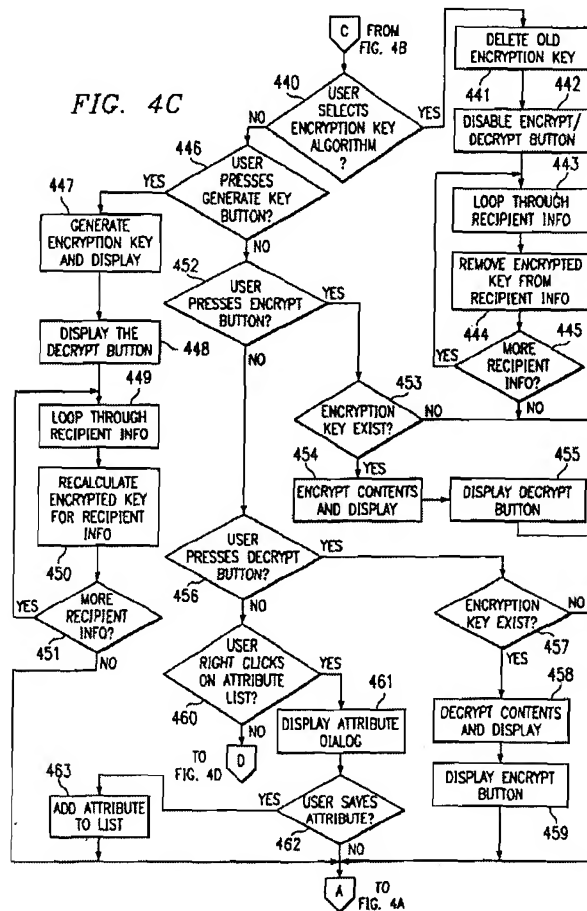 FIG. 4C
C
FROM
FIG. 4B
440
USER
SELECTS
ENCRYPTION KEY
ALGORITHM
?
NO
YES
DELETE OLD
ENCRYPTION KEY
441
442
DISABLE ENCRYPT/
DECRYPT BUTTON
443
LOOP THROUGH
RECIPIENT INFO
REMOVE ENCRYPTED
KEY FROM
RECIPIENT INFO
444
445
MORE
RECIPIENT
INFO?
YES
NO
446
USER
PRESSES
GENERATE KEY
BUTTON?
YES
NO
447
GENERATE
ENCRYPTION KEY
AND DISPLAY
DISPLAY THE
DECRYPT BUTTON
448
449
LOOP THROUGH
RECIPIENT INFO
RECALCULATE
ENCRYPTED KEY
FOR RECIPIENT
INFO
450
YES
MORE
RECIPIENT
INFO?
451
NO
452
USER
PRESSES ENCRYPT
BUTTON?
YES
NO
453
ENCRYPTION
KEY EXIST?
NO
YES
454
ENCRYPT CONTENTS
AND DISPLAY
455
DISPLAY DECRYPT
BUTTON
USER
PRESSES DECRYPT
BUTTON?
456
YES
NO
ENCRYPTION
KEY EXIST?
457
NO
YES
458
DECRYPT CONTENTS
AND DISPLAY
DISPLAY ENCRYPT
BUTTON
459
USER
RIGHT CLICKS
ON ATTRIBUTE
LIST?
460
YES
NO
TO
FIG. 4D
D
461
DISPLAY ATTRIBUTE
DIALOG
USER SAVES
ATTRIBUTE?
462
YES
NO
463
ADD ATTRIBUTE
TO LIST
A
TO
FIG. 4A